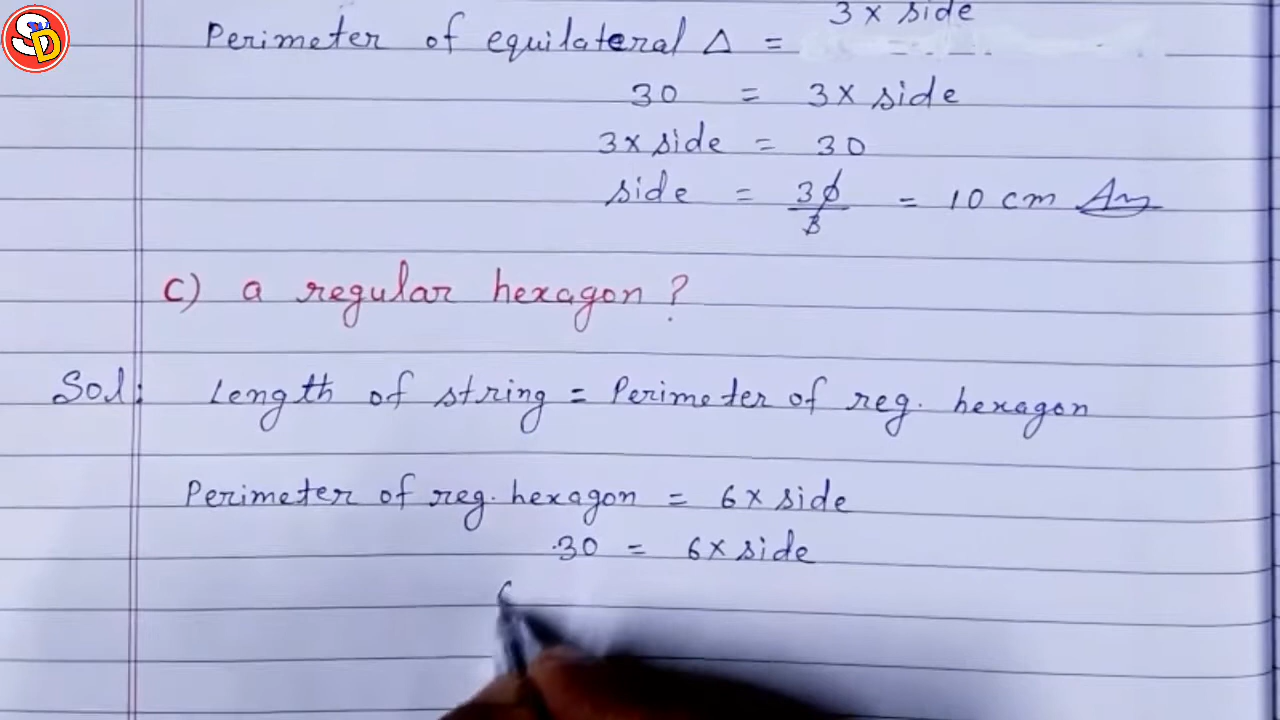 SD
3 x side
Perimeter of equilateral Δ =
30 = 3 x side
3 x side = 30
side = 30/3 = 10 cm Ans
c) a regular hexagon ?
Sol: Length of string = Perimeter of reg. hexagon
Perimeter of reg. hexagon = 6 x side
30 = 6 x side